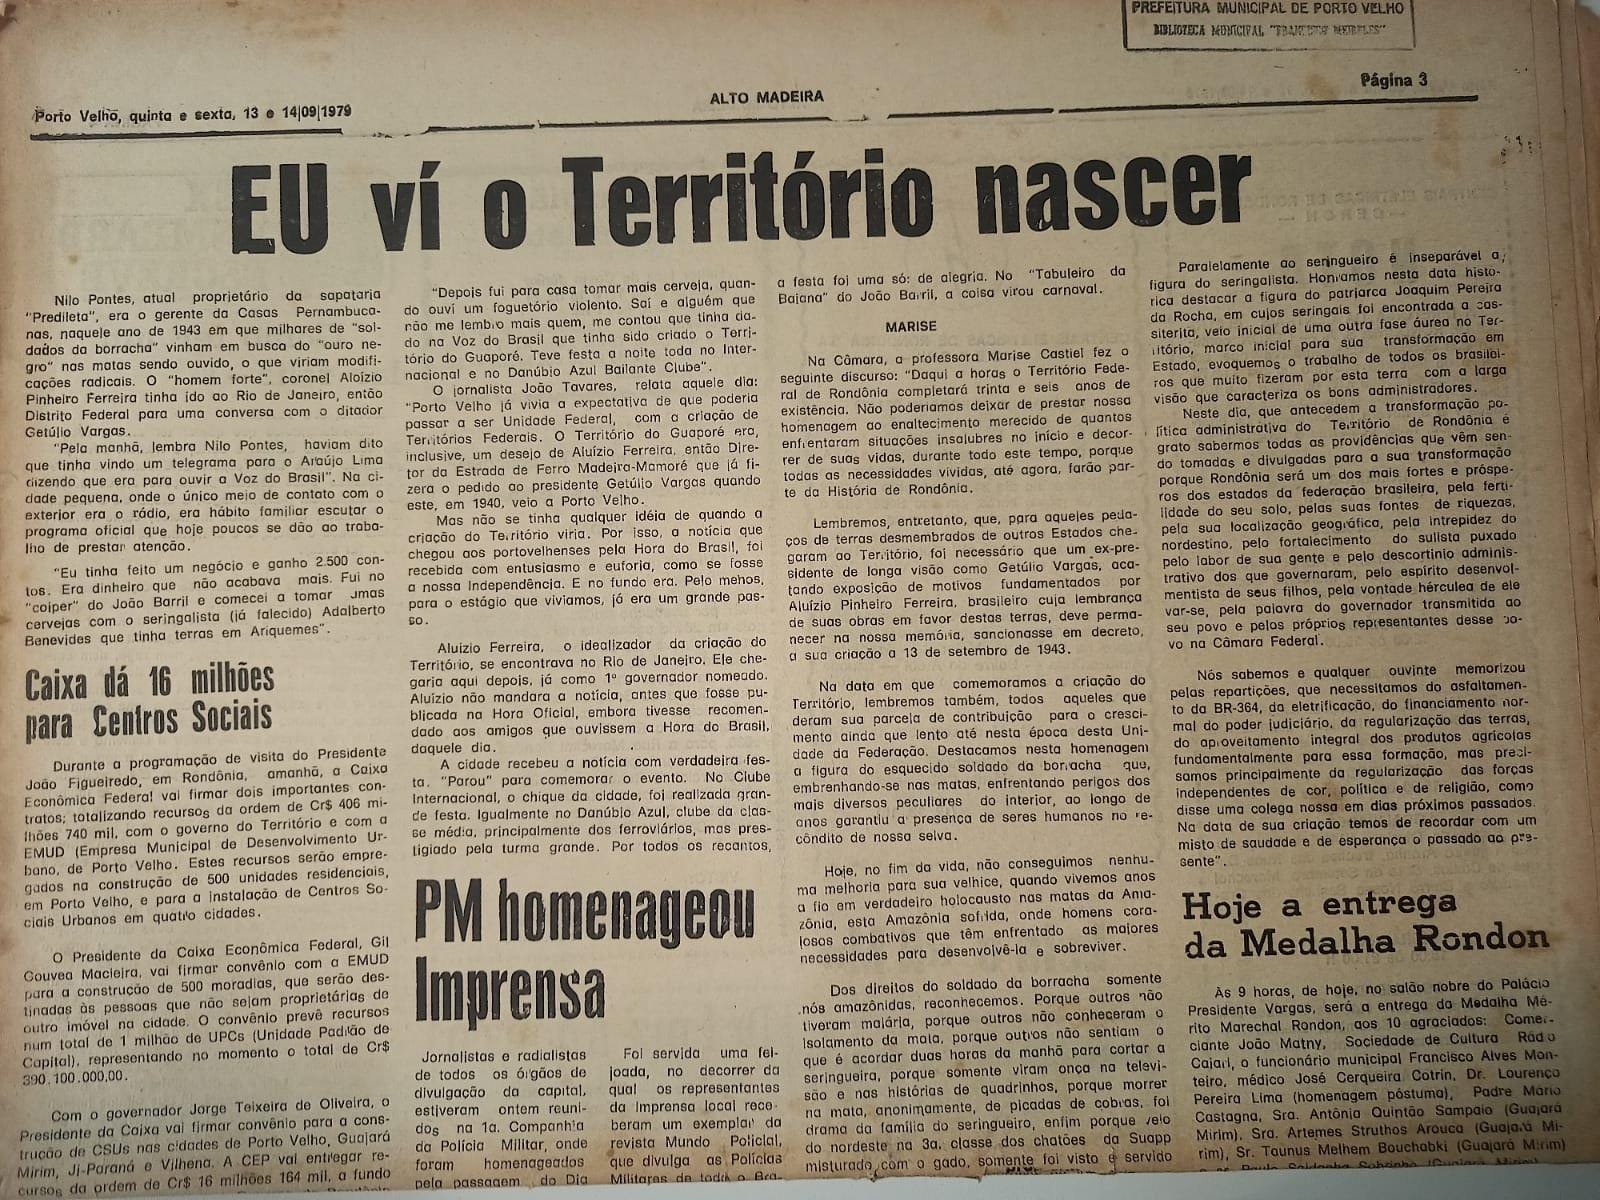 PREFEITURA MUNICIPAL DE PORTO VELHO
BIBLIOTECA MUNICIPAL "FRANCISCO MEIRELES"
Porto Velho, quinta e sexta, 13 e 14|09|1979
ALTO MADEIRA
Página 3
EU ví o Território nascer
Nilo Pontes, atual proprietário da sapataria
"Predileta", era o gerente da Casas Pernambuca-
nas, naquele ano de 1943 em que milhares de "sol-
dados da borracha" vinham em busca do "ouro ne-
gro" nas matas sendo ouvido, o que viriam modifi-
cações radicais. O "homem forte", coronel Aloízio
Pinheiro Ferreira tinha ido ao Rio de Janeiro, então
Distrito Federal para uma conversa com o ditador
Getúlio Vargas.
"Pela manhã, lembra Nilo Pontes, haviam dito
que tinha vindo um telegrama para o Araújo Lima
dizendo que era para ouvir a Voz do Brasil". Na ci-
dade pequena, onde o único meio de contato com o
exterior era o rádio, era hábito familiar escutar o
programa oficial que hoje poucos se dão ao traba-
lho de prestar atenção.
"Eu tinha feito um negócio e ganho 2.500 con-
tos. Era dinheiro que não acabava mais. Fui no
"coiper" do João Barril e comecei a tomar umas
cervejas com o seringalista (já falecido) Adalberto
Benevides que tinha terras em Ariquemes".
Caixa dá 16 milhões
para Centros Sociais
Durante a programação de visita do Presidente
João Figueiredo, em Rondônia, amanhã, a Caixa
Econômica Federal vai firmar dois importantes con-
tratos; totalizando recursos da ordem de Cr$ 406 mi-
lhões 740 mil, com o governo do Território e com a
EMUD (Empresa Municipal de Desenvolvimento Ur-
bano, de Porto Velho. Estes recursos serão empre-
gados na construção de 500 unidades residenciais,
em Porto Velho, e para a instalação de Centros So-
ciais Urbanos em quatro cidades.
O Presidente da Caixa Econômica Federal, Gil
Gouvea Macieira, vai firmar convênio com a EMUD
para a construção de 500 moradias, que serão des-
tinadas às pessoas que não sejam proprietárias de
outro imóvel na cidade. O convênio prevê recursos
num total de 1 milhão de UPCs (Unidade Padrão de
Capital), representando no momento o total de Cr$
390.100.000,00.
Com o governador Jorge Teixeira de Oliveira, o
Presidente da Caixa vai firmar convênio para a cons-
trução de CSUs nas cidades de Porto Velho, Guajará
Mirim, Ji-Paraná e Vilhena. A CEP vai entregar re-
cursos da ordem de Cr$ 16 milhões 164 mil, a fundo
"Depois fui para casa tomar mais cerveja, quan-
do ouví um foguetório violento. Saí e alguém que
não me lembro mais quem, me contou que tinha da-
do na Voz do Brasil que tinha sido criado o Terri-
tório do Guaporé. Teve festa a noite toda no Inter-
nacional e no Danúbio Azul Bailante Clube".
O jornalista João Tavares, relata aquele dia:
"Porto Velho já vivia a expectativa de que poderia
passar a ser Unidade Federal, com a criação de
Territórios Federais. O Território do Guaporé era,
inclusive, um desejo de Aluízio Ferreira, então Dire-
tor da Estrada de Ferro Madeira-Mamoré que já fi-
zera o pedido ao presidente Getúlio Vargas quando
este, em 1940, veio a Porto Velho.
Mas não se tinha qualquer idéia de quando a
criação do Território viria. Por isso, a notícia que
chegou aos portovelhenses pela Hora do Brasil, foi
recebida com entusiasmo e euforia, como se fosse
a nossa Independência. E no fundo era. Pelo mehos,
para o estágio que viviamos, já era um grande pas-
so.
Aluizio Ferreira, o idealizador da criação do
Território, se encontrava no Rio de Janeiro. Ele che-
garia aqui depois, já como 1º governador nomeado.
Aluízio não mandara a notícia, antes que fosse pu-
blicada na Hora Oficial, embora tivesse recomen-
dado aos amigos que ouvissem a Hora do Brasil,
daquele dia.
A cidade recebeu a notícia com verdadeira fes-
ta. "Parou" para comemorar o evento. No Clube
Internacional, o chique da cidade, foi realizada gran-
de festa. Igualmente no Danúbio Azul, clube da clas-
se média, principalmente dos ferroviários, mas pres-
tigiado pela turma grande. Por todos os recantos,
PM homenageou
Imprensa
Jornalistas e radialistas
de todos os órgãos de
divulgação da capital,
estiveram ontem reuni-
dos na 1a. Companhia
da Polícia Militar, onde
foram homenageados
pela passagem do Dia
Foi servida uma fei-
joada, no decorrer da
qual os representantes
da Imprensa local rece-
beram um exemplar da
revista Mundo Policial,
que divulga as Polícias
Militares de todo o Bra-
a festa foi uma só: de alegria. No "Tabuleiro da
Baiana" do João Barril, a coisa virou carnaval.
MARISE
Na Câmara, a professora Marise Castiel fez o
seguinte discurso: "Daqui a horas o Território Fede-
ral de Rondônia completará trinta e seis anos de
existência. Não poderiamos deixar de prestar nossa
homenagem ao enaltecimento merecido de quantos
enfrentaram situações insalubres no início e decor-
rer de suas vidas, durante todo este tempo, porque
todas as necessidades vividas, até agora, farão par-
te da História de Rondônia.
Lembremos, entretanto, que, para aqueles peda-
ços de terras desmembrados de outros Estados che-
garam ao Território, foi necessário que um ex-pre-
sidente de longa visão como Getúlio Vargas, aca-
tando exposição de motivos fundamentados por
Aluízio Pinheiro Ferreira, brasileiro cuja lembrança
de suas obras em favor destas terras, deve perma-
necer na nossa memória, sancionasse em decreto,
a sua criação a 13 de setembro de 1943.
Na data em que comemoramos a criação do
Território, lembremos também, todos aqueles que
deram sua parcela de contribuição para o cresci-
mento ainda que lento até nesta época desta Uni-
dade da Federação. Destacamos nesta homenagem
a figura do esquecido soldado da borracha que,
embrenhando-se nas matas, enfrentando perigos dos
mais diversos peculiares do interior, ao longo de
anos garantiu a presença de seres humanos no re-
côndito de nossa selva.
Hoje, no fim da vida, não conseguimos nenhu-
ma melhoria para sua velhice, quando vivemos anos
a fio em verdadeiro holocausto nas matas da Ama-
zônia, esta Amazônia sofrida, onde homens cora-
josos combativos que têm enfrentado as maiores
necessidades para desenvolvê-la e sobreviver.
Dos direitos do soldado da borracha somente
nós amazônidas, reconhecemos. Porque outros não
tiveram malária, porque outros não conheceram o
isolamento da mata, porque outros não sentiam o
que é acordar duas horas da manhã para cortar a
seringueira, porque somente viram onça na televi-
são e nas histórias de quadrinhos, porque morrer
na mata, anonimamente, de picadas de cobras, foi
drama da família do seringueiro, enfim porque veio
do nordeste na 3a. classe dos chatões da Suapp
misturado com o gado, somente foi visto e servido
Paralelamente ao seringueiro é inseparável a
figura do seringalista. Honramos nesta data histó-
rica destacar a figura do patriarca Joaquim Pereira
da Rocha, em cujos seringais foi encontrada a cas-
siterita, veio inicial de uma outra fase áurea no Ter-
ritório, marco inicial para sua transformação em
Estado, evoquemos o trabalho de todos os brasilei-
ros que muito fizeram por esta terra com a larga
visão que caracteriza os bons administradores.
Neste dia, que antecedem a transformação po-
lítica administrativa do Território de Rondônia é
grato sabermos todas as providências que vêm sen-
do tomadas e divulgadas para a sua transformação
porque Rondônia será um dos mais fortes e próspe-
ros dos estados da federação brasileira, pela ferti-
lidade do seu solo, pelas suas fontes de riquezas,
pela sua localização geográfica, pela intrepidez do
nordestino, pelo fortalecimento do sulista puxado
pelo labor de sua gente e pelo descortinio adminis-
trativo dos que governaram, pelo espírito desenvol-
mentista de seus filhos, pela vontade hérculea de ele
var-se, pela palavra do governador transmitida ao
seu povo e pelos próprios representantes desse po-
vo na Câmara Federal.
Nós sabemos e qualquer ouvinte memorizou
pelas repartições, que necessitamos do asfaltamen-
to da BR-364, da eletrificação, do financiamento nor-
mal do poder judiciário, da regularização das terras,
do aproveitamento integral dos produtos agrícolas
fundamentalmente para essa formação, mas preci-
samos principalmente da regularização das forças
independentes de cor, política e de religião, como
disse uma colega nossa em dias próximos passados.
Na data de sua criação temos de recordar com um
misto de saudade e de esperança o passado ao pre-
sente".
Hoje a entrega
da Medalha Rondon
Às 9 horas, de hoje, no salão nobre do Palácio
Presidente Vargas, será a entrega da Medalha Mé-
rito Marechal Rondon, aos 10 agraciados: Comer-
ciante João Matny, Sociedade de Cultura Rádio
Caiari, o funcionário municipal Francisco Alves Mon-
teiro, médico José Cerqueira Cotrin, Dr. Lourenço
Pereira Lima (homenagem póstuma), Padre Mário
Castagna, Sra. Antônia Quintão Sampaio (Guajará
Mirim), Sra. Artemes Struthos Arouca (Guajará Mi-
rim), Sr. Taunus Melhem Bouchabki (Guajará Mirim)